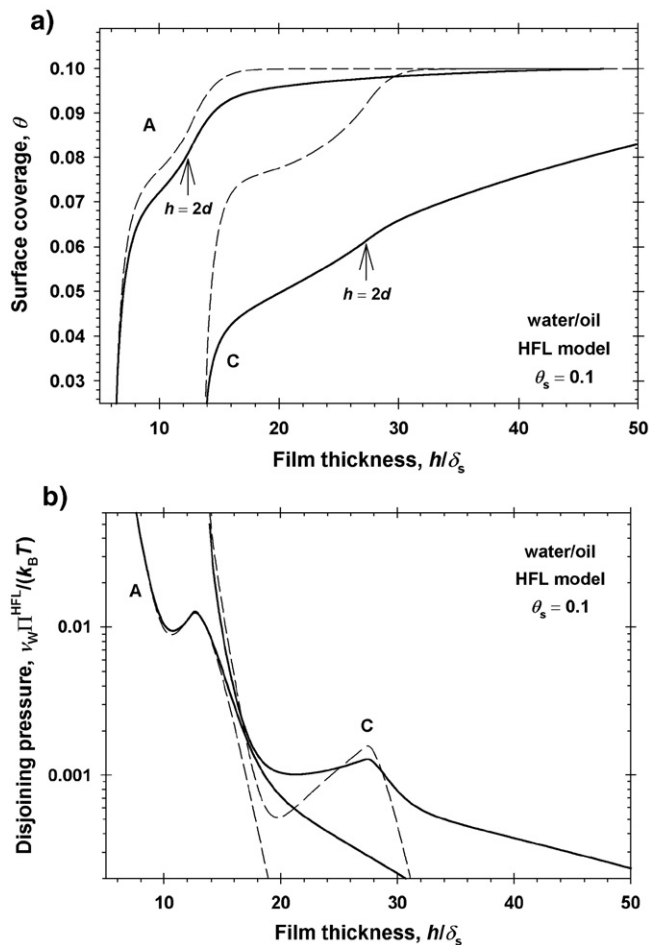 a)
0.10
0.09
0.08
0.07
0.06
0.05
0.04
0.03
Surface coverage, θ
A
h = 2d
C
h = 2d
water/oil
HFL model
θs = 0.1
10 20 30 40 50
Film thickness, h/δs
b)
0.01
0.001
Disjoining pressure, νWΠ^HFL/(kBT)
A
C
water/oil
HFL model
θs = 0.1
10 20 30 40 50
Film thickness, h/δs